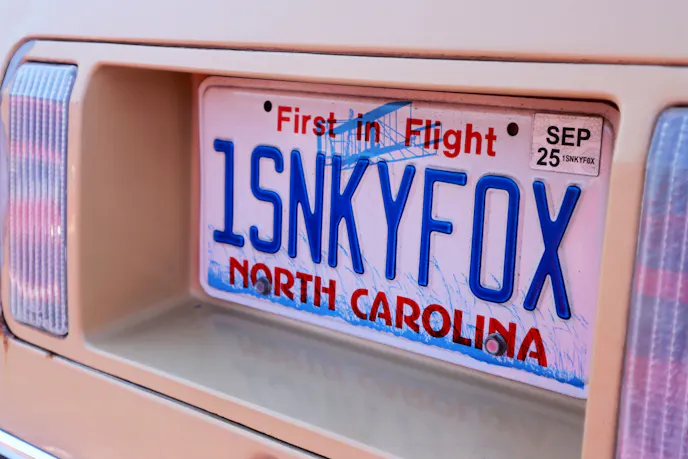 First in Flight
SEP
25 1SNKYFOX
1SNKYFOX
NORTH CAROLINA